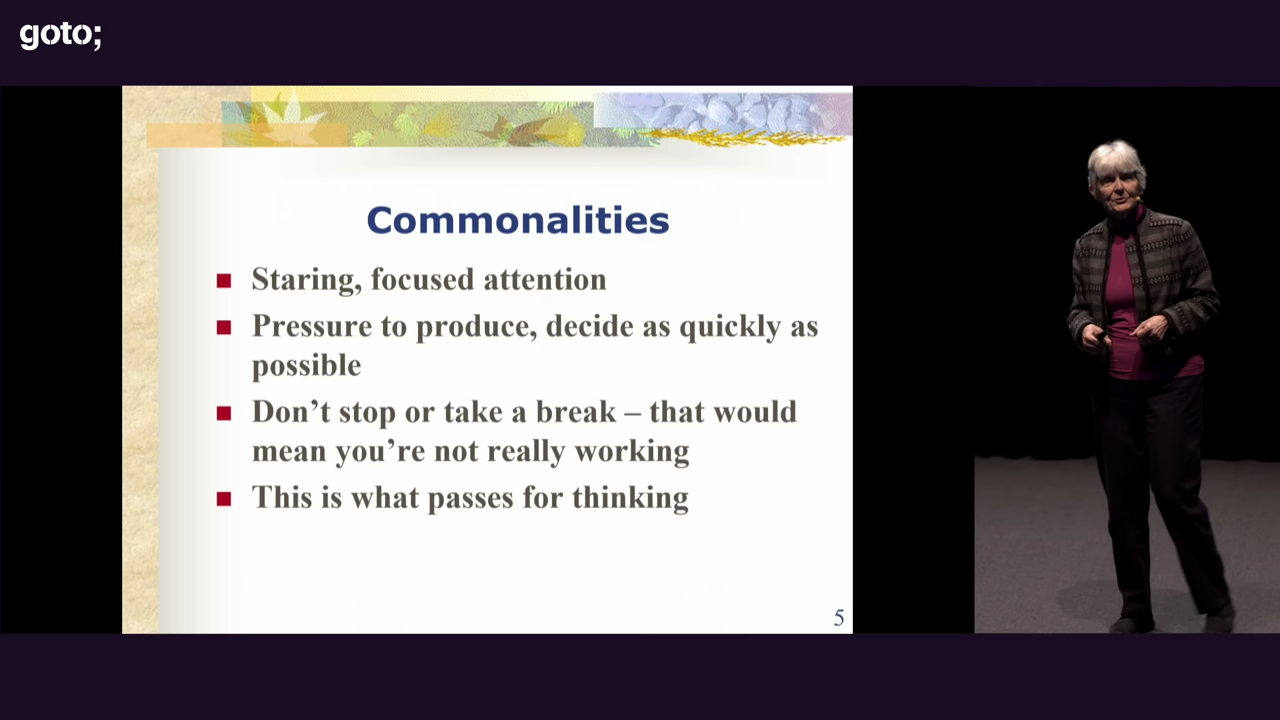 goto;
Commonalities
Staring, focused attention
Pressure to produce, decide as quickly as
possible
Don’t stop or take a break – that would
mean you’re not really working
This is what passes for thinking
5